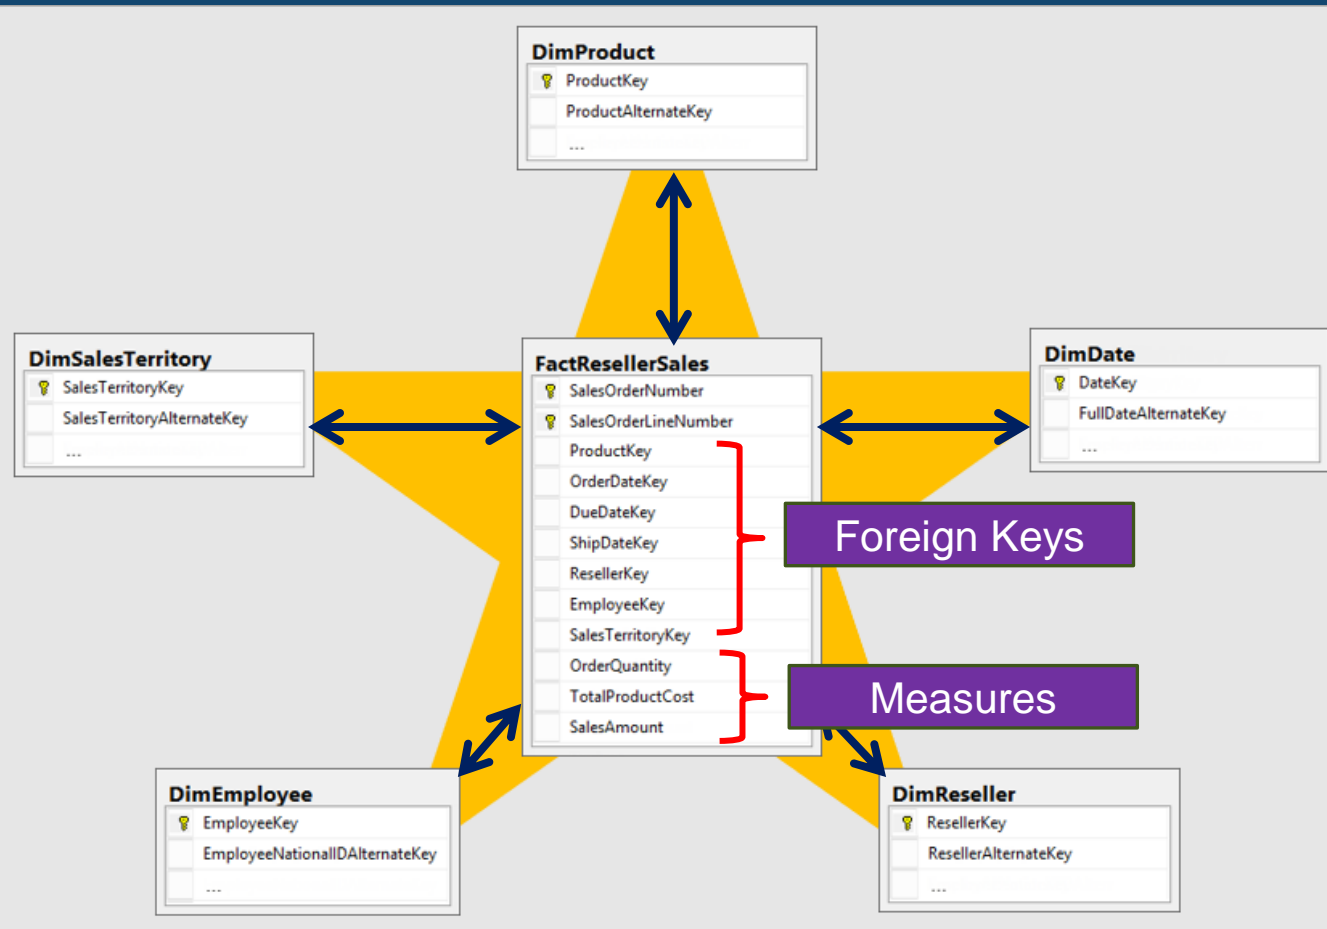 DimProduct
ProductKey
ProductAlternateKey
...
DimSalesTerritory
SalesTerritoryKey
SalesTerritoryAlternateKey
...
FactResellerSales
SalesOrderNumber
SalesOrderLineNumber
ProductKey
OrderDateKey
DueDateKey
ShipDateKey
ResellerKey
EmployeeKey
SalesTerritoryKey
OrderQuantity
TotalProductCost
SalesAmount
Foreign Keys
Measures
DimDate
DateKey
FullDateAlternateKey
...
DimEmployee
EmployeeKey
EmployeeNationalIDAlternateKey
...
DimReseller
ResellerKey
ResellerAlternateKey
...